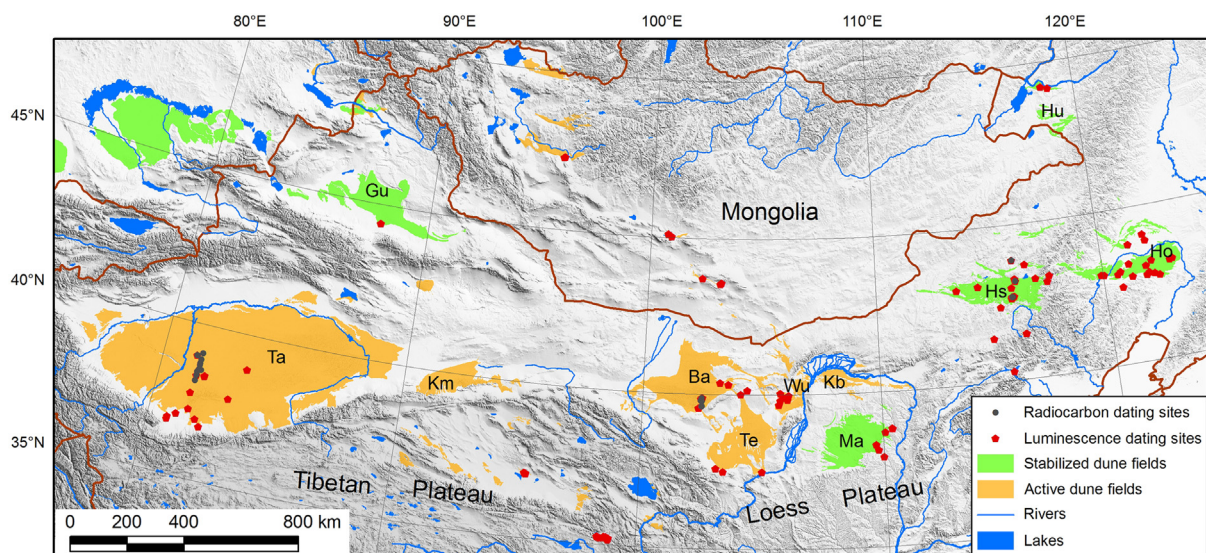 80°E
90°E
100°E
110°E
120°E
45°N
Hu
Gu
Mongolia
Ho
40°N
Hs
Ta
Km
Ba
Wu
Kb
35°N
Te
Ma
Tibetan Plateau
Loess Plateau
0 200 400 800 km
Radiocarbon dating sites
Luminescence dating sites
Stabilized dune fields
Active dune fields
Rivers
Lakes